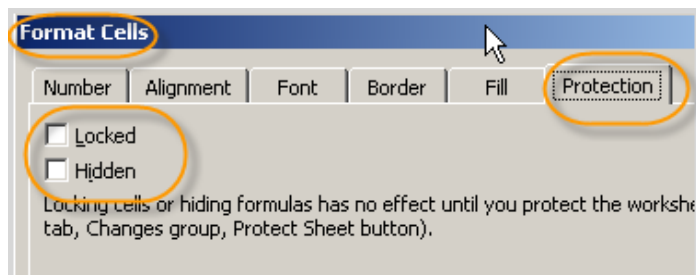 Format Cells
Number Alignment Font Border Fill Protection
Locked
Hidden
Locking cells or hiding formulas has no effect until you protect the
tab, Changes group, Protect Sheet button).